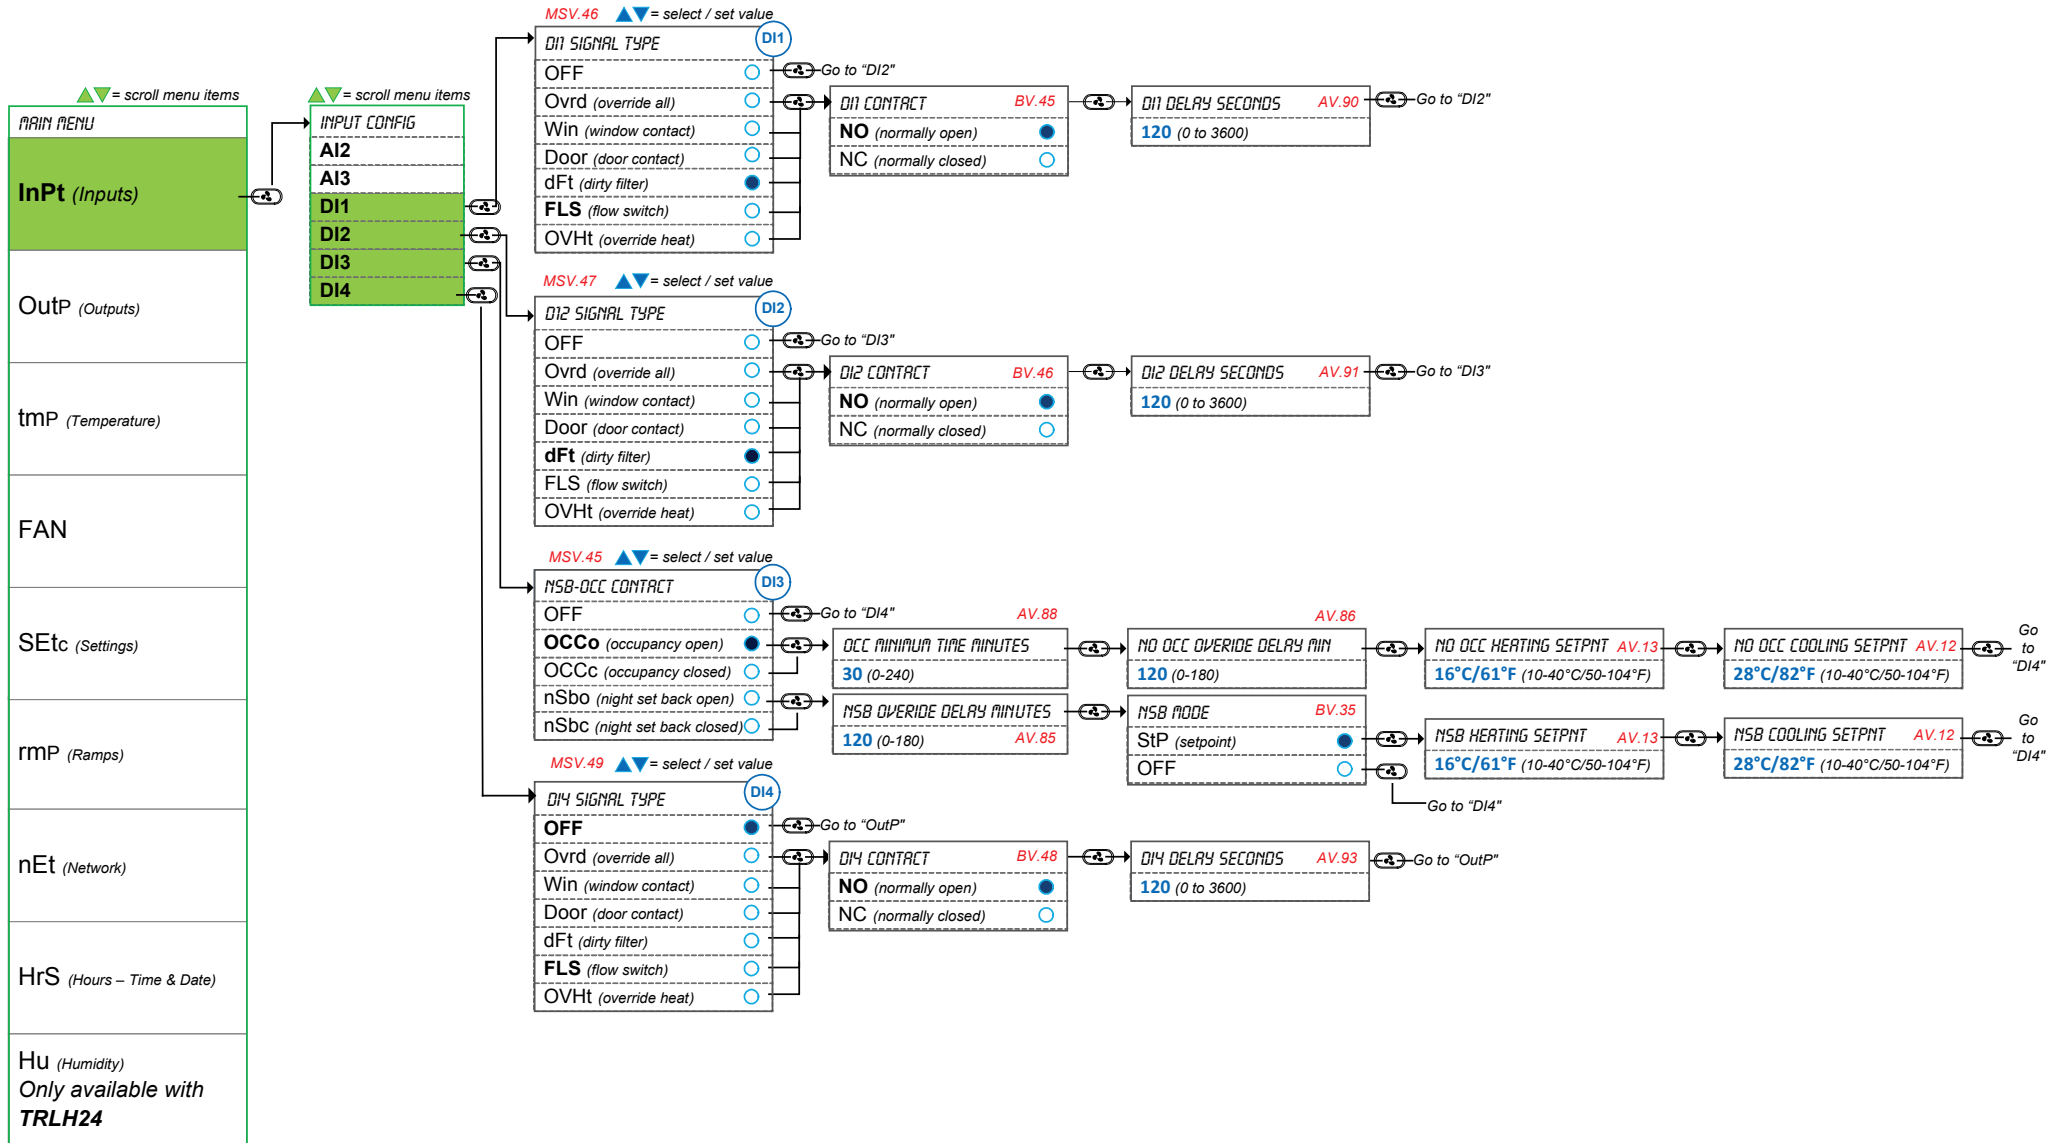 = scroll menu items
MAIN MENU
InPt (Inputs)
OutP (Outputs)
tmP (Temperature)
FAN
SEtc (Settings)
rmP (Ramps)
nEt (Network)
HrS (Hours – Time & Date)
Hu (Humidity)
Only available with
TRLH24
= scroll menu items
INPUT CONFIG
AI2
AI3
DI1
DI2
DI3
DI4
MSV.46 = select / set value
DI1 SIGNAL TYPE DI1
OFF
Go to “DI2”
Ovrd (override all)
Win (window contact)
Door (door contact)
dFt (dirty filter)
FLS (flow switch)
OVHt (override heat)
DI1 CONTACT BV.45
NO (normally open)
NC (normally closed)
DI1 DELAY SECONDS AV.90
120 (0 to 3600)
Go to “DI2”
MSV.47 = select / set value
DI2 SIGNAL TYPE DI2
OFF
Go to “DI3”
Ovrd (override all)
Win (window contact)
Door (door contact)
dFt (dirty filter)
FLS (flow switch)
OVHt (override heat)
DI2 CONTACT BV.46
NO (normally open)
NC (normally closed)
DI2 DELAY SECONDS AV.91
120 (0 to 3600)
Go to “DI3”
MSV.45 = select / set value
NSB-OCC CONTACT DI3
OFF
Go to “DI4”
OCCo (occupancy open)
OCCc (occupancy closed)
nSbo (night set back open)
nSbc (night set back closed)
AV.88
OCC MINIMUM TIME MINUTES
30 (0-240)
AV.86
NO OCC OVERIDE DELAY MIN
120 (0-180)
NO OCC HEATING SETPNT AV.13
16°C/61°F (10-40°C/50-104°F)
NO OCC COOLING SETPNT AV.12
28°C/82°F (10-40°C/50-104°F)
Go
to
“DI4”
NSB OVERIDE DELAY MINUTES
120 (0-180) AV.85
NSB MODE BV.35
StP (setpoint)
OFF
Go to “DI4”
NSB HEATING SETPNT AV.13
16°C/61°F (10-40°C/50-104°F)
NSB COOLING SETPNT AV.12
28°C/82°F (10-40°C/50-104°F)
Go
to
“DI4”
MSV.49 = select / set value
DI4 SIGNAL TYPE DI4
OFF
Go to “OutP”
Ovrd (override all)
Win (window contact)
Door (door contact)
dFt (dirty filter)
FLS (flow switch)
OVHt (override heat)
DI4 CONTACT BV.48
NO (normally open)
NC (normally closed)
DI4 DELAY SECONDS AV.93
120 (0 to 3600)
Go to “OutP”